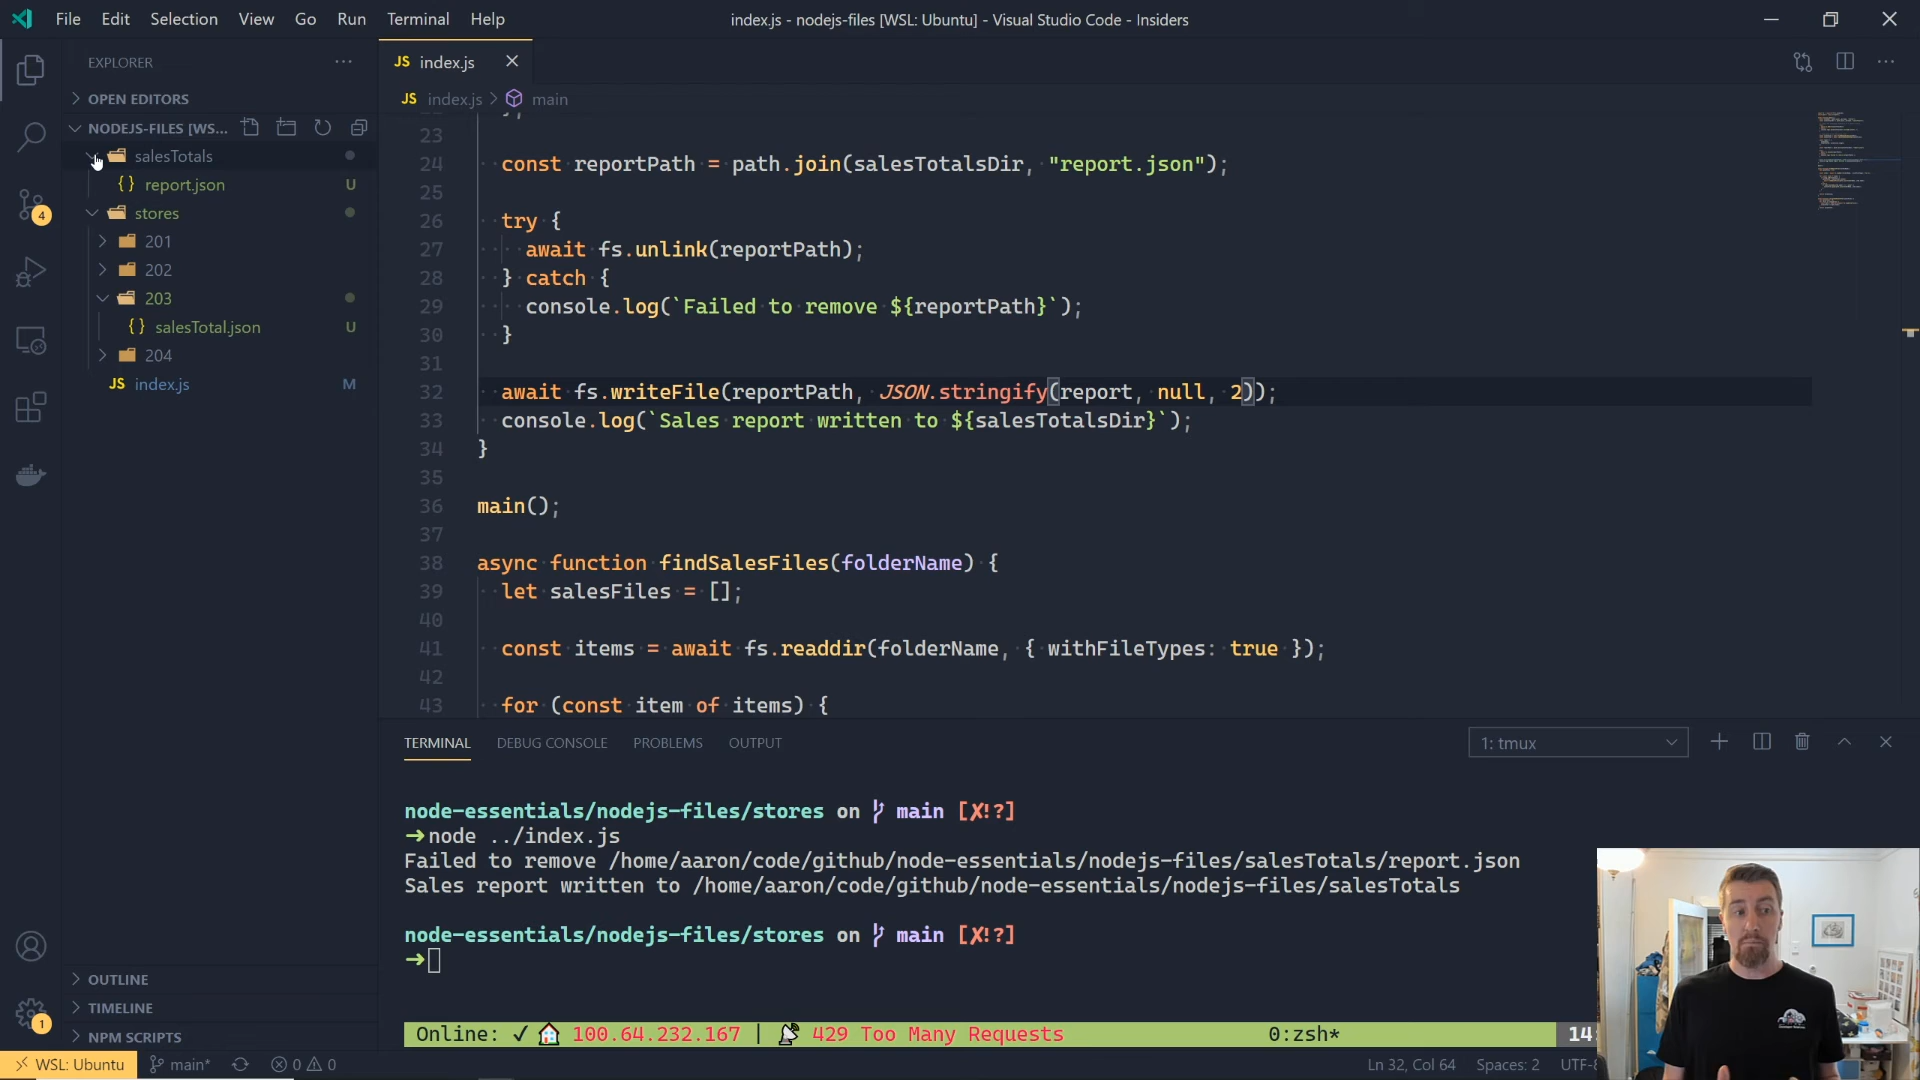 File Edit Selection View Go Run Terminal Help
index.js - nodejs-files [WSL: Ubuntu] - Visual Studio Code - Insiders
EXPLORER
OPEN EDITORS
NODEJS-FILES [WS...
salesTotals
{} report.json U
stores
201
202
203
{} salesTotal.json U
204
JS index.js M
OUTLINE
TIMELINE
NPM SCRIPTS
4
1
JS index.js
JS index.js > main
23
24 const reportPath = path.join(salesTotalsDir, "report.json");
25
26 try {
27 await fs.unlink(reportPath);
28 } catch {
29 console.log(`Failed to remove ${reportPath}`);
30 }
31
32 await fs.writeFile(reportPath, JSON.stringify(report, null, 2));
33 console.log(`Sales report written to ${salesTotalsDir}`);
34 }
35
36 main();
37
38 async function findSalesFiles(folderName) {
39 let salesFiles = [];
40
41 const items = await fs.readdir(folderName, { withFileTypes: true });
42
43 for (const item of items) {
TERMINAL DEBUG CONSOLE PROBLEMS OUTPUT
1: tmux
node-essentials/nodejs-files/stores on main [✘!?]
➜node ../index.js
Failed to remove /home/aaron/code/github/node-essentials/nodejs-files/salesTotals/report.json
Sales report written to /home/aaron/code/github/node-essentials/nodejs-files/salesTotals
node-essentials/nodejs-files/stores on main [✘!?]
➜
Online: ✓ 100.64.232.167 | 429 Too Many Requests 0:zsh* 14:
WSL: Ubuntu main* 0 0 Ln 32, Col 64 Spaces: 2 UTF-8